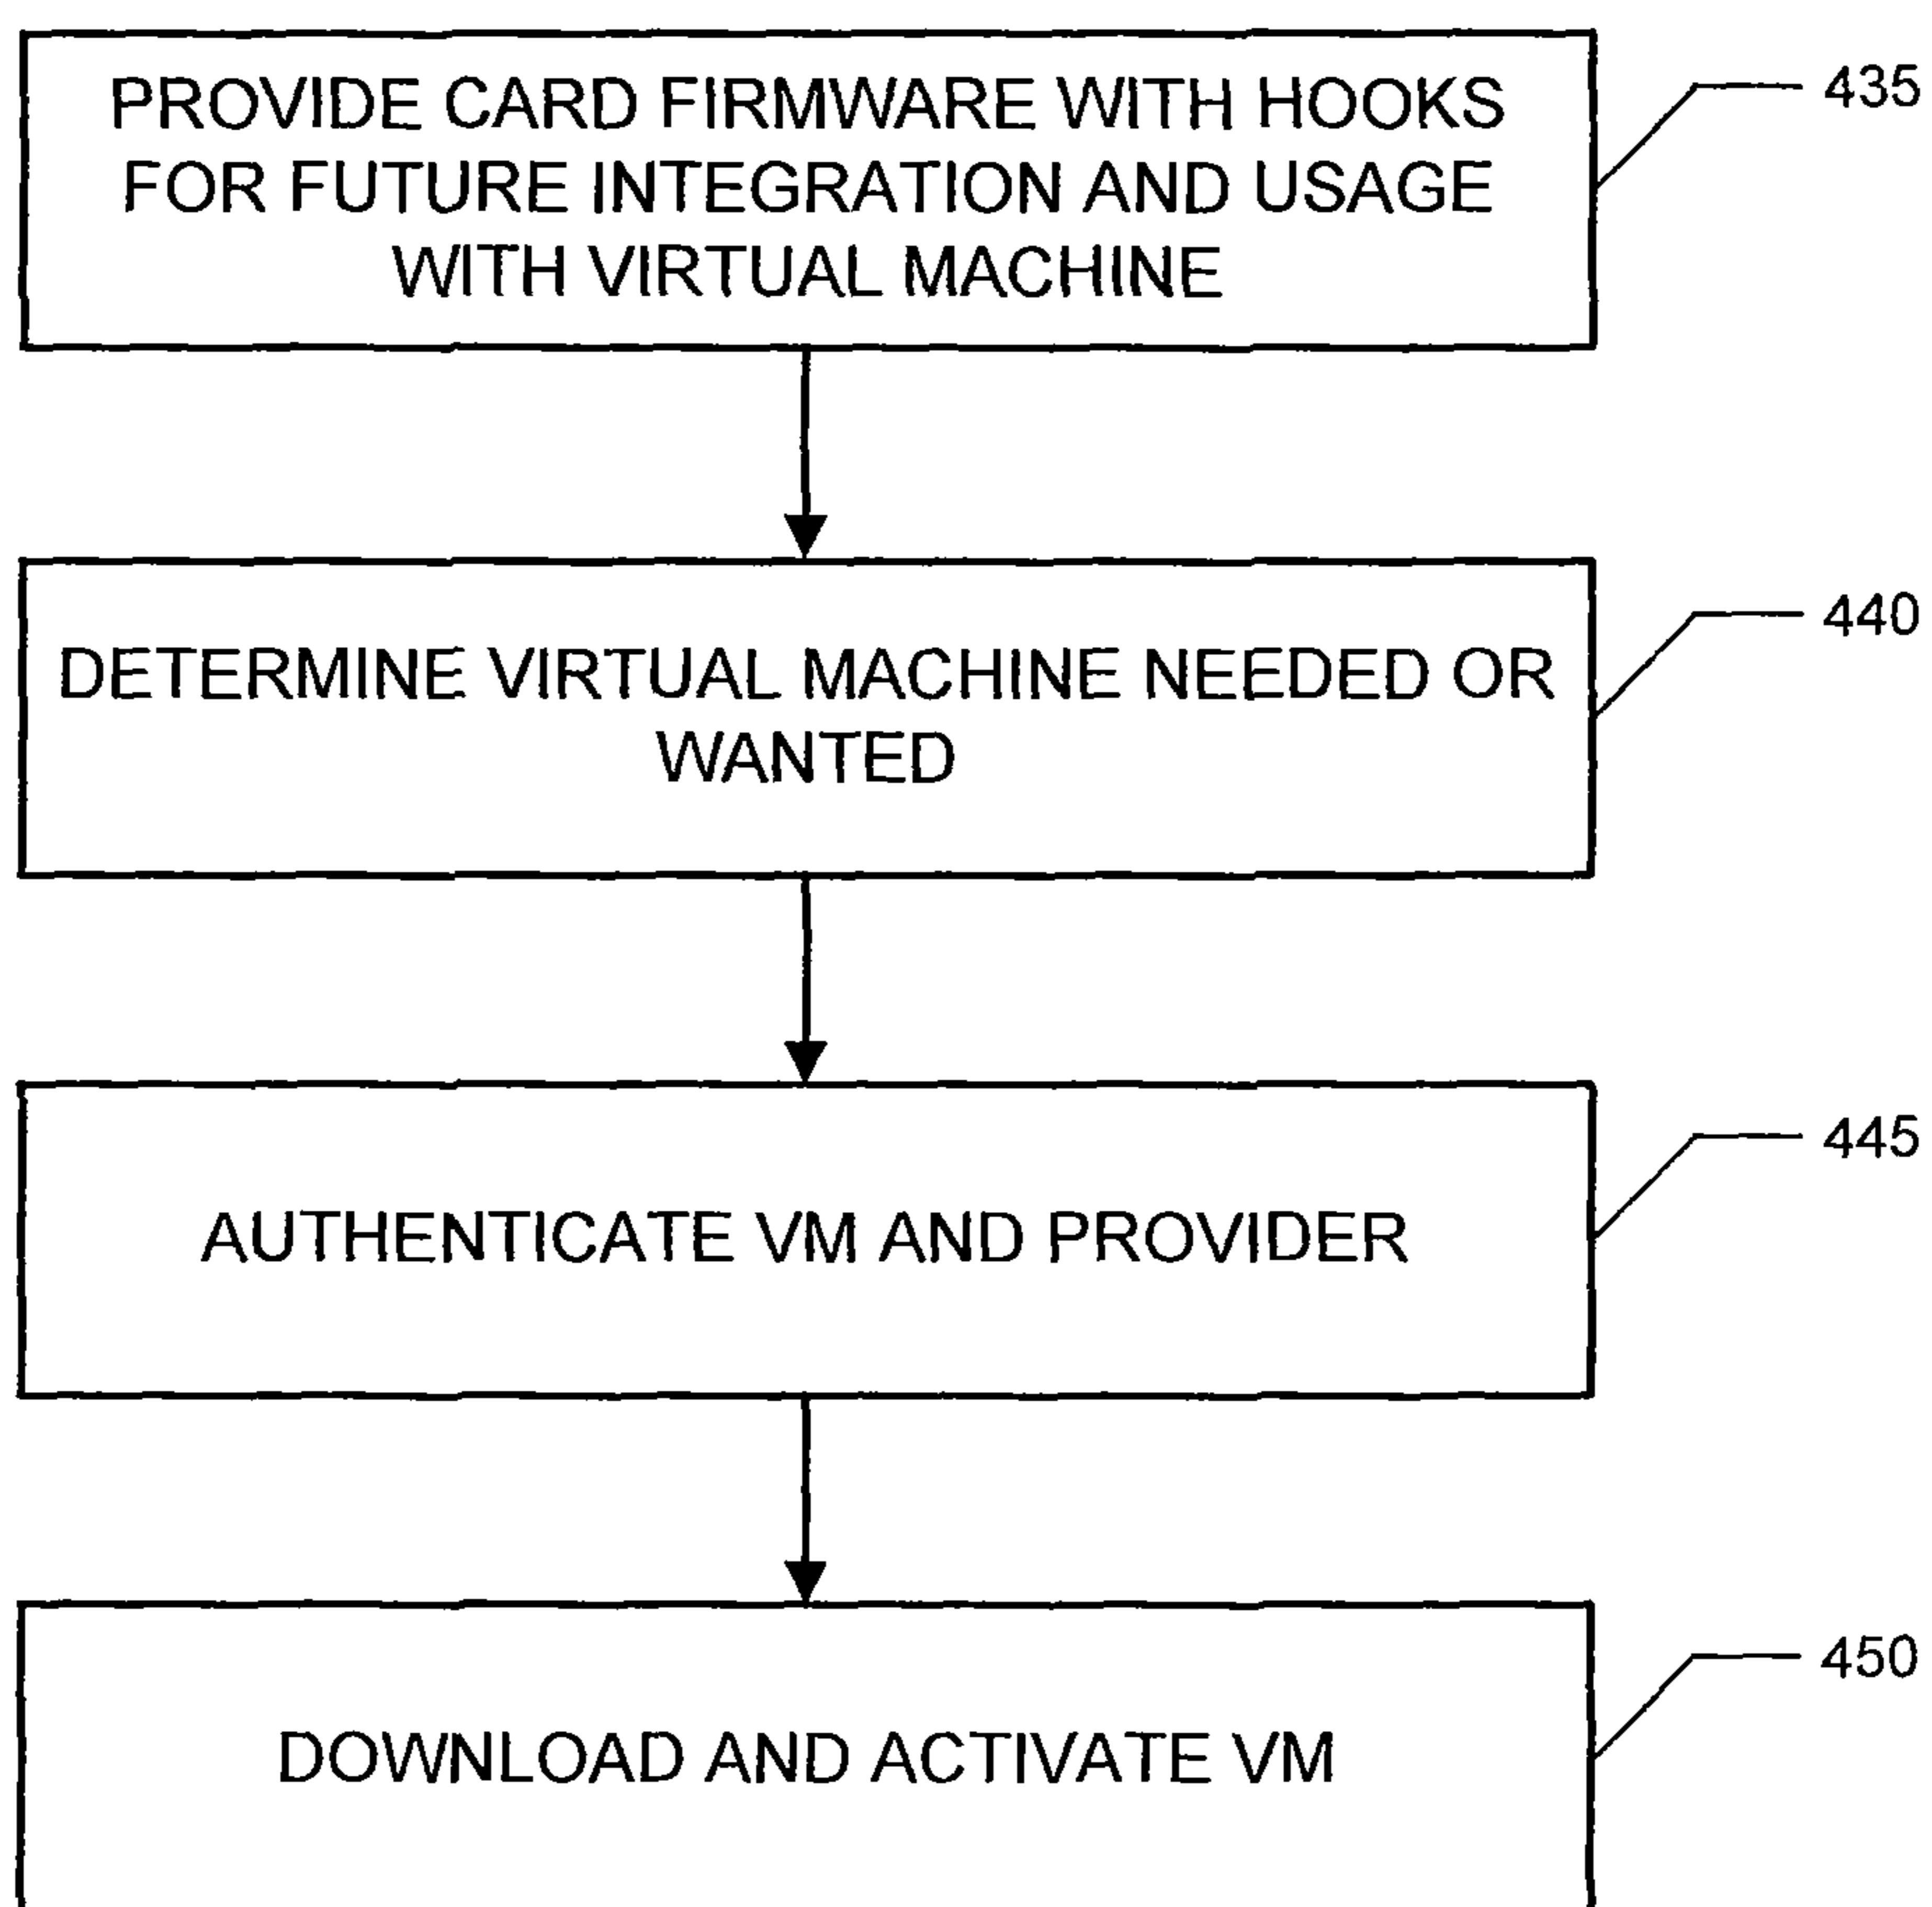 PROVIDE CARD FIRMWARE WITH HOOKS
FOR FUTURE INTEGRATION AND USAGE
WITH VIRTUAL MACHINE
435
DETERMINE VIRTUAL MACHINE NEEDED OR
WANTED
440
AUTHENTICATE VM AND PROVIDER
445
DOWNLOAD AND ACTIVATE VM
450